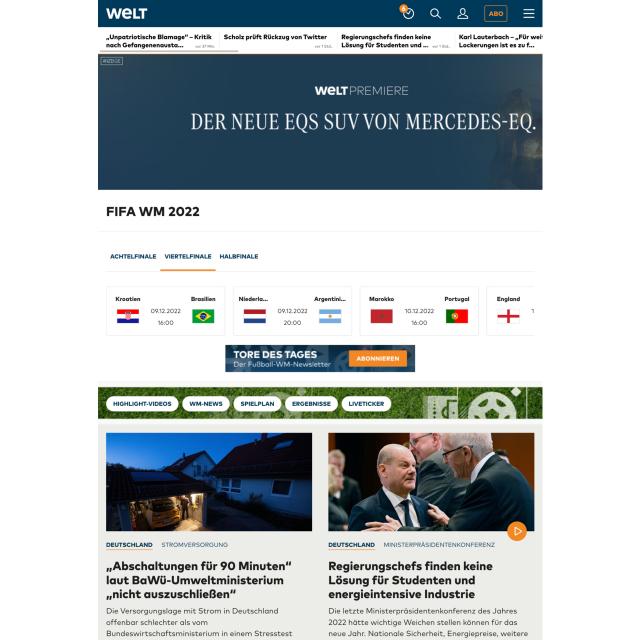 WELT
6
ABO
„Unpatriotische Blamage“ – Kritik
nach Gefangenenausta...
vor 37 Min.
Scholz prüft Rückzug von Twitter
vor 1 Std.
Regierungschefs finden keine
Lösung für Studenten und ...
vor 1 Std.
Karl Lauterbach – „Für wei
Lockerungen ist es zu f...
ANZEIGE
WELT PREMIERE
DER NEUE EQS SUV VON MERCEDES-EQ.
FIFA WM 2022
ACHTELFINALE
VIERTELFINALE
HALBFINALE
Kroatien
09.12.2022
16:00
Brasilien
Niederla...
09.12.2022
20:00
Argentini...
Marokko
10.12.2022
16:00
Portugal
England
1
TORE DES TAGES
Der Fußball-WM-Newsletter
ABONNIEREN
HIGHLIGHT-VIDEOS
WM-NEWS
SPIELPLAN
ERGEBNISSE
LIVETICKER
DEUTSCHLAND STROMVERSORGUNG
„Abschaltungen für 90 Minuten“
laut BaWü-Umweltministerium
„nicht auszuschließen“
Die Versorgungslage mit Strom in Deutschland
offenbar schlechter als vom
Bundeswirtschaftsministerium in einem Stresstest
DEUTSCHLAND MINISTERPRÄSIDENTENKONFERENZ
Regierungschefs finden keine
Lösung für Studenten und
energieintensive Industrie
Die letzte Ministerpräsidentenkonferenz des Jahres
2022 hätte wichtige Weichen stellen können für das
neue Jahr. Nationale Sicherheit, Energiepreise, weitere